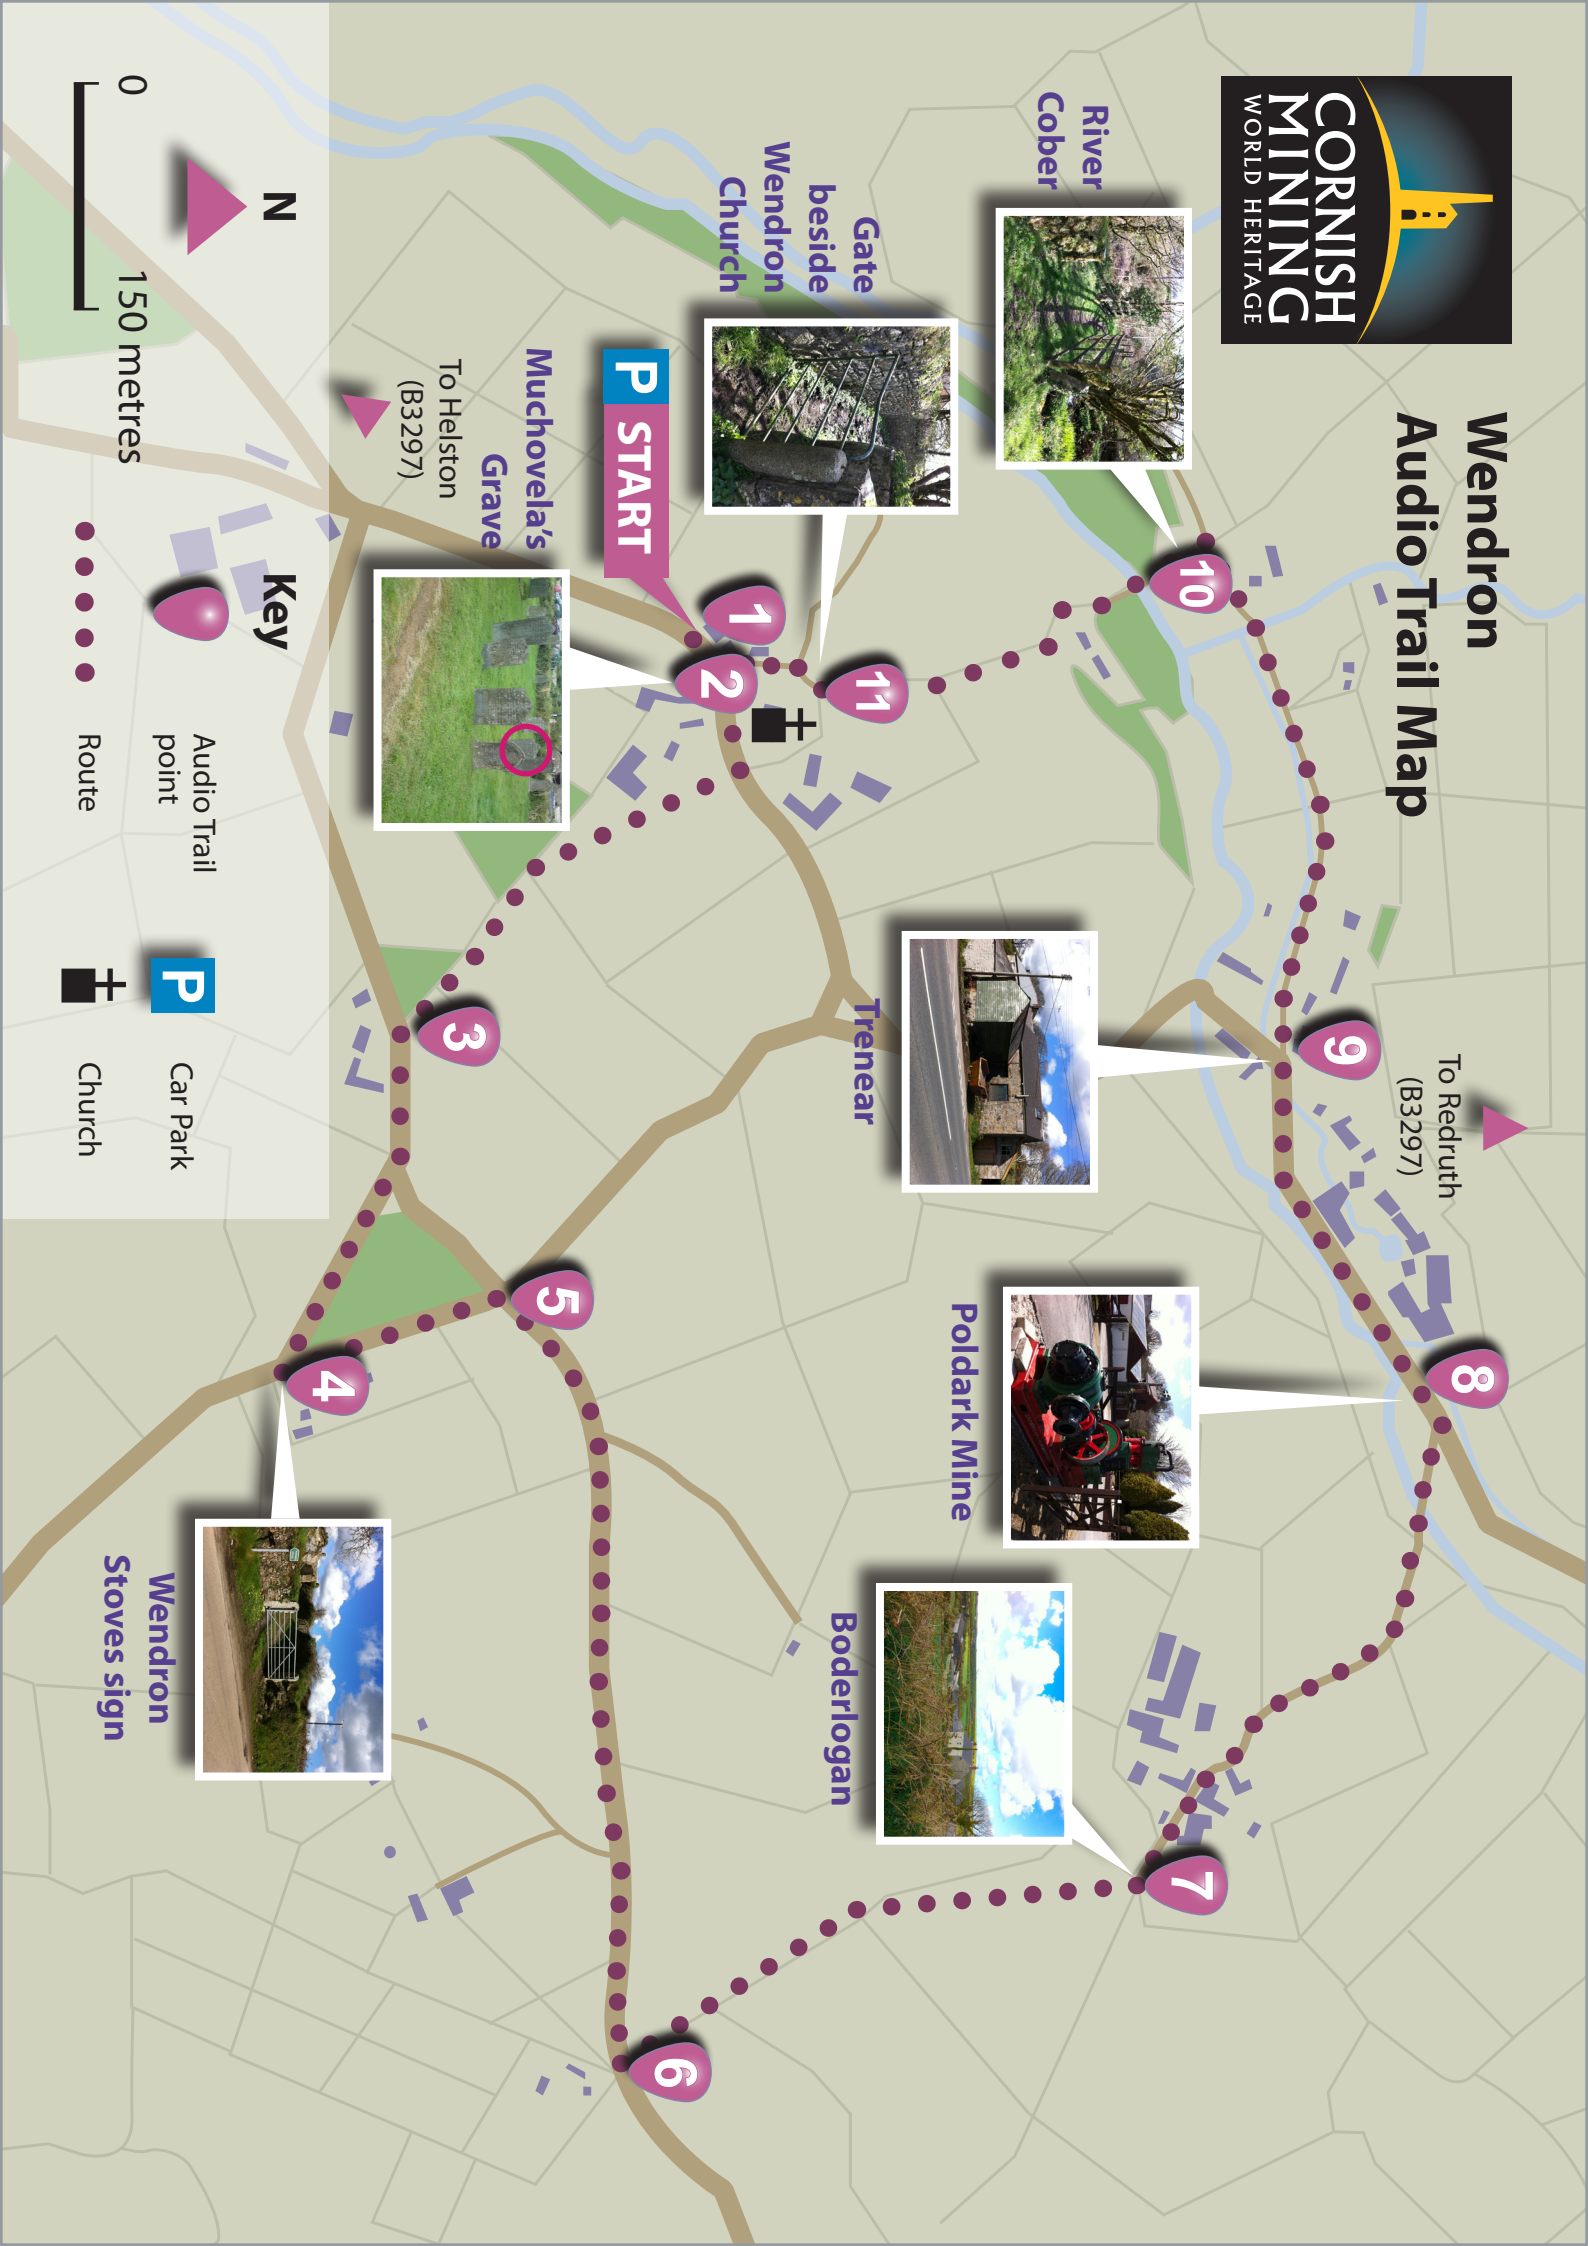 CORNISH
MINING
WORLD HERITAGE
Wendron
Audio Trail Map
River
Cober
Gate
beside
Wendron
Church
Muchovela's
Grave
P START
To Helston
(B3297)
Trenear
To Redruth
(B3297)
Poldark Mine
Boderlogan
Wendron
Stoves sign
1
2
3
4
5
6
7
8
9
10
11
N
0 150 metres
Key
Audio Trail
point
Route
P
Car Park
Church